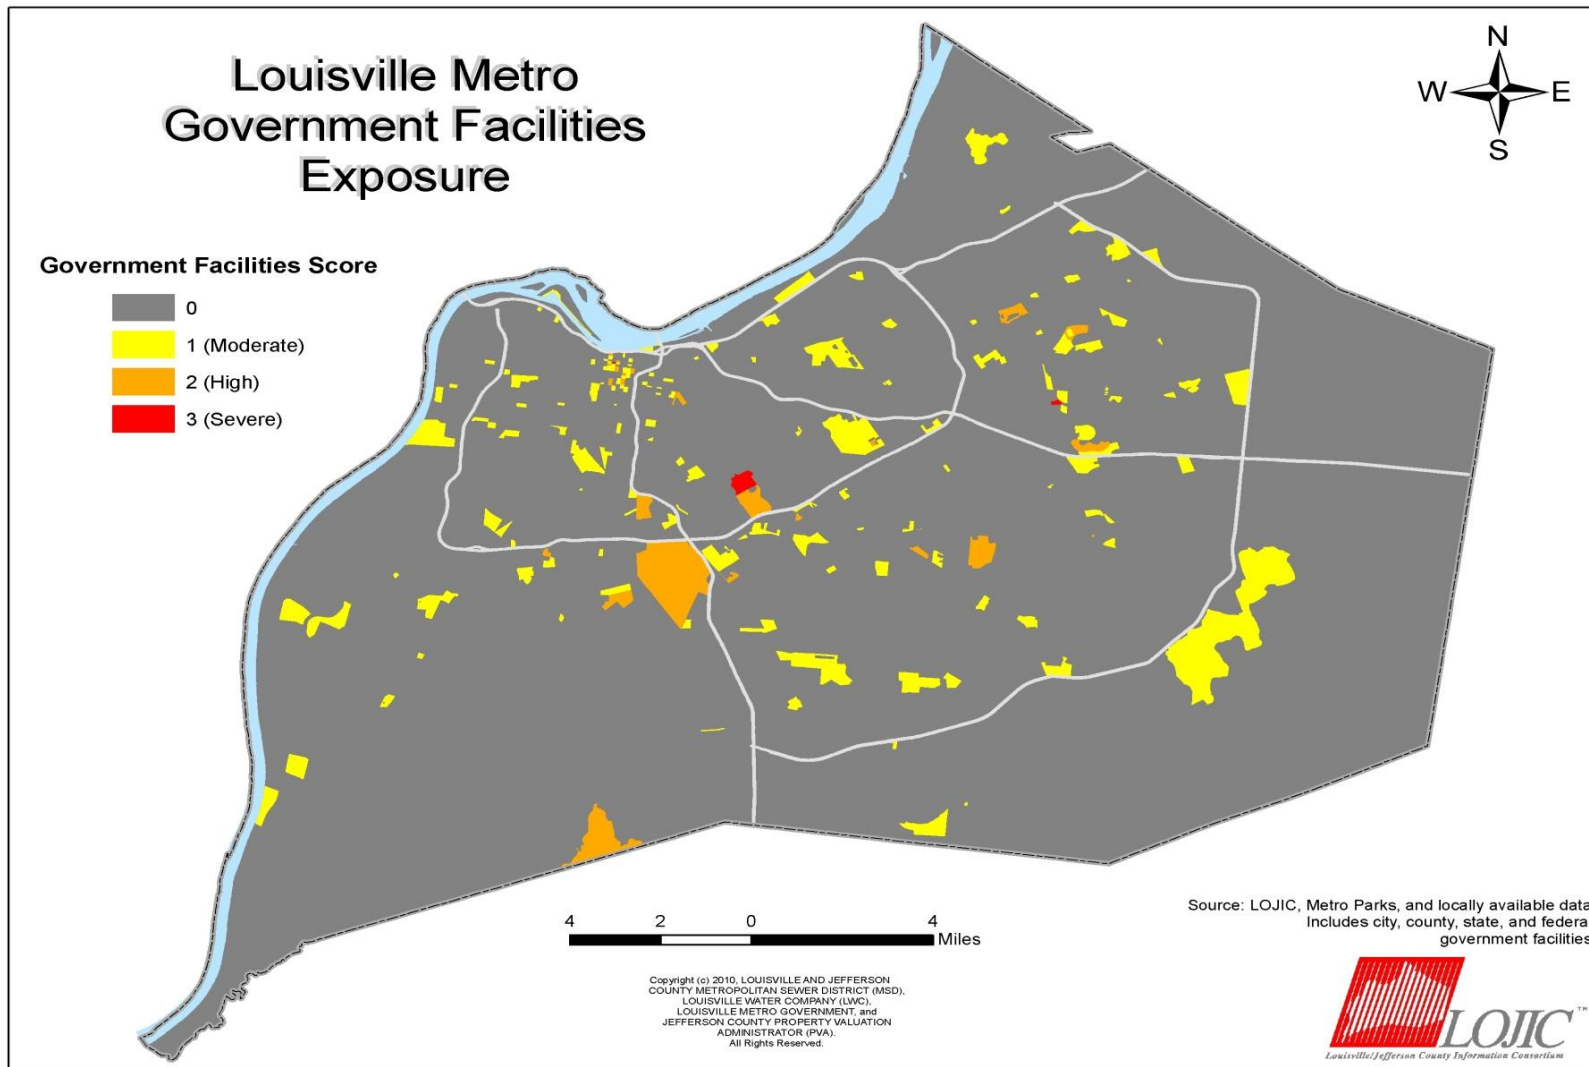 Louisville Metro
Government Facilities
Exposure
N
W E
S
Government Facilities Score
0
1 (Moderate)
2 (High)
3 (Severe)
4 2 0 4
Miles
Source: LOJIC, Metro Parks, and locally available data
Includes city, county, state, and federal
government facilities
Copyright (c) 2010, LOUISVILLE AND JEFFERSON
COUNTY METROPOLITAN SEWER DISTRICT (MSD),
LOUISVILLE WATER COMPANY (LWC),
LOUISVILLE METRO GOVERNMENT, and
JEFFERSON COUNTY PROPERTY VALUATION
ADMINISTRATOR (PVA).
All Rights Reserved.
LOJIC™
Louisville/Jefferson County Information Consortium